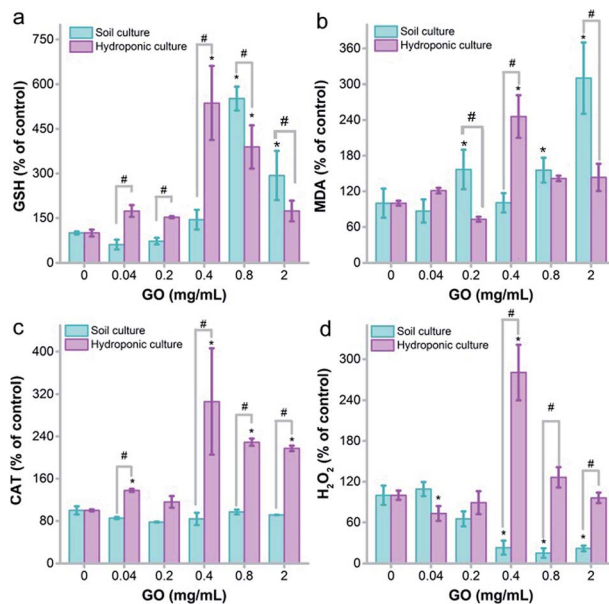 a
Soil culture
Hydroponic culture
GSH (% of control)
750
600
450
300
150
0
# # # # #
* * * *
0 0.04 0.2 0.4 0.8 2
GO (mg/mL)
b
Soil culture
Hydroponic culture
MDA (% of control)
360
300
240
180
120
60
0
# # #
* * * *
0 0.04 0.2 0.4 0.8 2
GO (mg/mL)
c
Soil culture
Hydroponic culture
CAT (% of control)
400
320
240
160
80
0
# # # #
* * * *
0 0.04 0.2 0.4 0.8 2
GO (mg/mL)
d
Soil culture
Hydroponic culture
H₂O₂ (% of control)
360
300
240
180
120
60
0
# # #
* * * * *
0 0.04 0.2 0.4 0.8 2
GO (mg/mL)